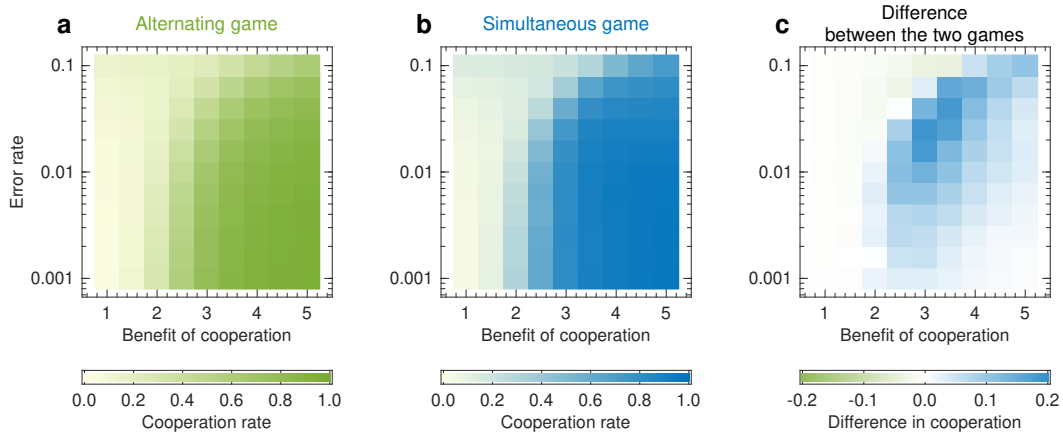 a
Alternating game
b
Simultaneous game
c
Difference
between the two games
Error rate
0.1
0.01
0.001
1 2 3 4 5
Benefit of cooperation
0.1
0.01
0.001
1 2 3 4 5
Benefit of cooperation
0.1
0.01
0.001
1 2 3 4 5
Benefit of cooperation
0.0 0.2 0.4 0.6 0.8 1.0
Cooperation rate
0.0 0.2 0.4 0.6 0.8 1.0
Cooperation rate
-0.2 -0.1 0.0 0.1 0.2
Difference in cooperation